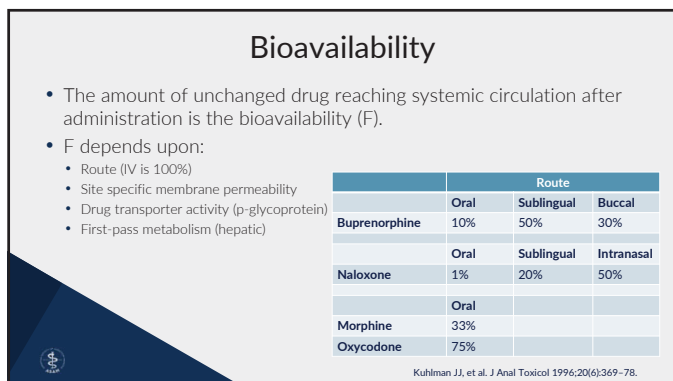 Bioavailability
• The amount of unchanged drug reaching systemic circulation after
administration is the bioavailability (F).
• F depends upon:
• Route (IV is 100%)
• Site specific membrane permeability
• Drug transporter activity (p-glycoprotein)
• First-pass metabolism (hepatic)
Route
Oral Sublingual Buccal
Buprenorphine 10% 50% 30%
Oral Sublingual Intranasal
Naloxone 1% 20% 50%
Oral
Morphine 33%
Oxycodone 75%
ASAM
Kuhlman JJ, et al. J Anal Toxicol 1996;20(6):369–78.